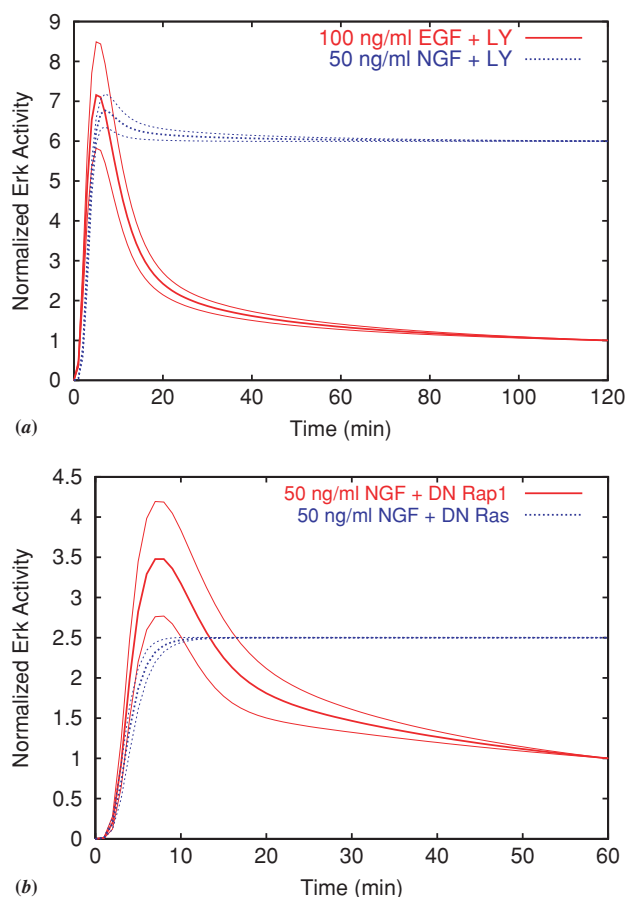 9
8
7
6
5
4
3
2
1
0
Normalized Erk Activity
100 ng/ml EGF + LY
50 ng/ml NGF + LY
0 20 40 60 80 100 120
Time (min)
(a)
4.5
4
3.5
3
2.5
2
1.5
1
0.5
0
Normalized Erk Activity
50 ng/ml NGF + DN Rap1
50 ng/ml NGF + DN Ras
0 10 20 30 40 50 60
Time (min)
(b)